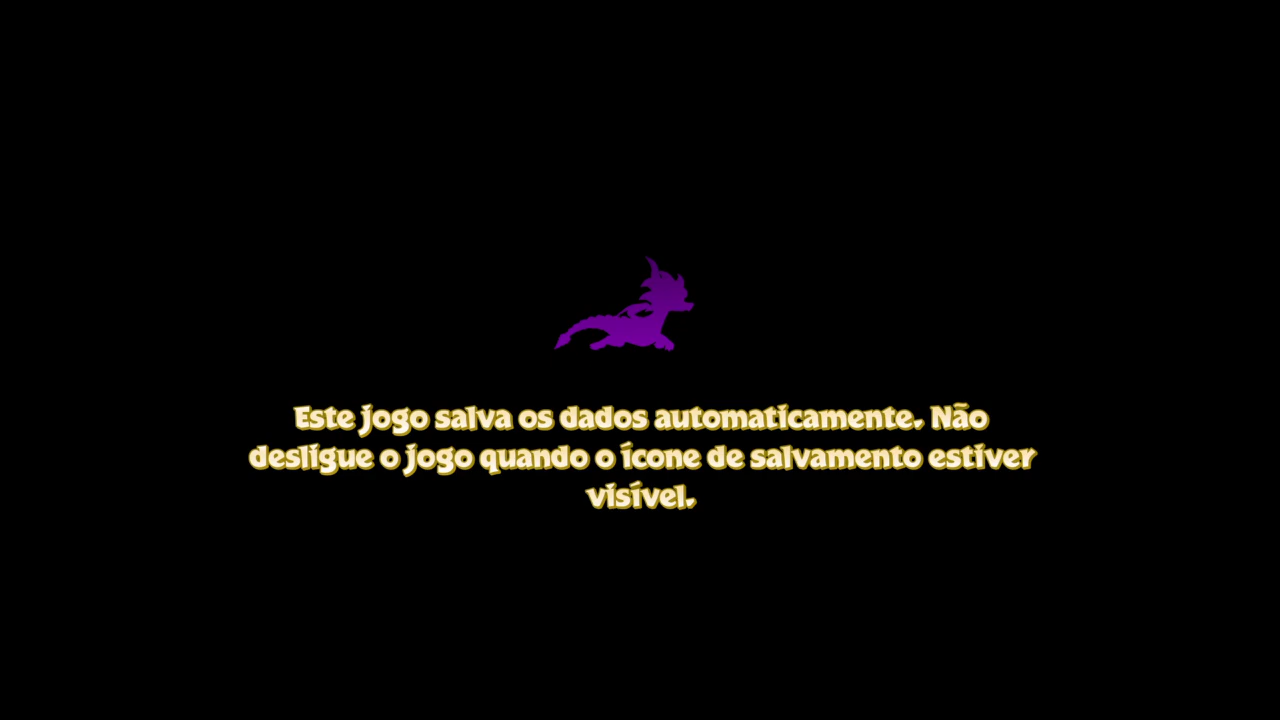 Este jogo salva os dados automaticamente. Não
desligue o jogo quando o ícone de salvamento estiver
visível.